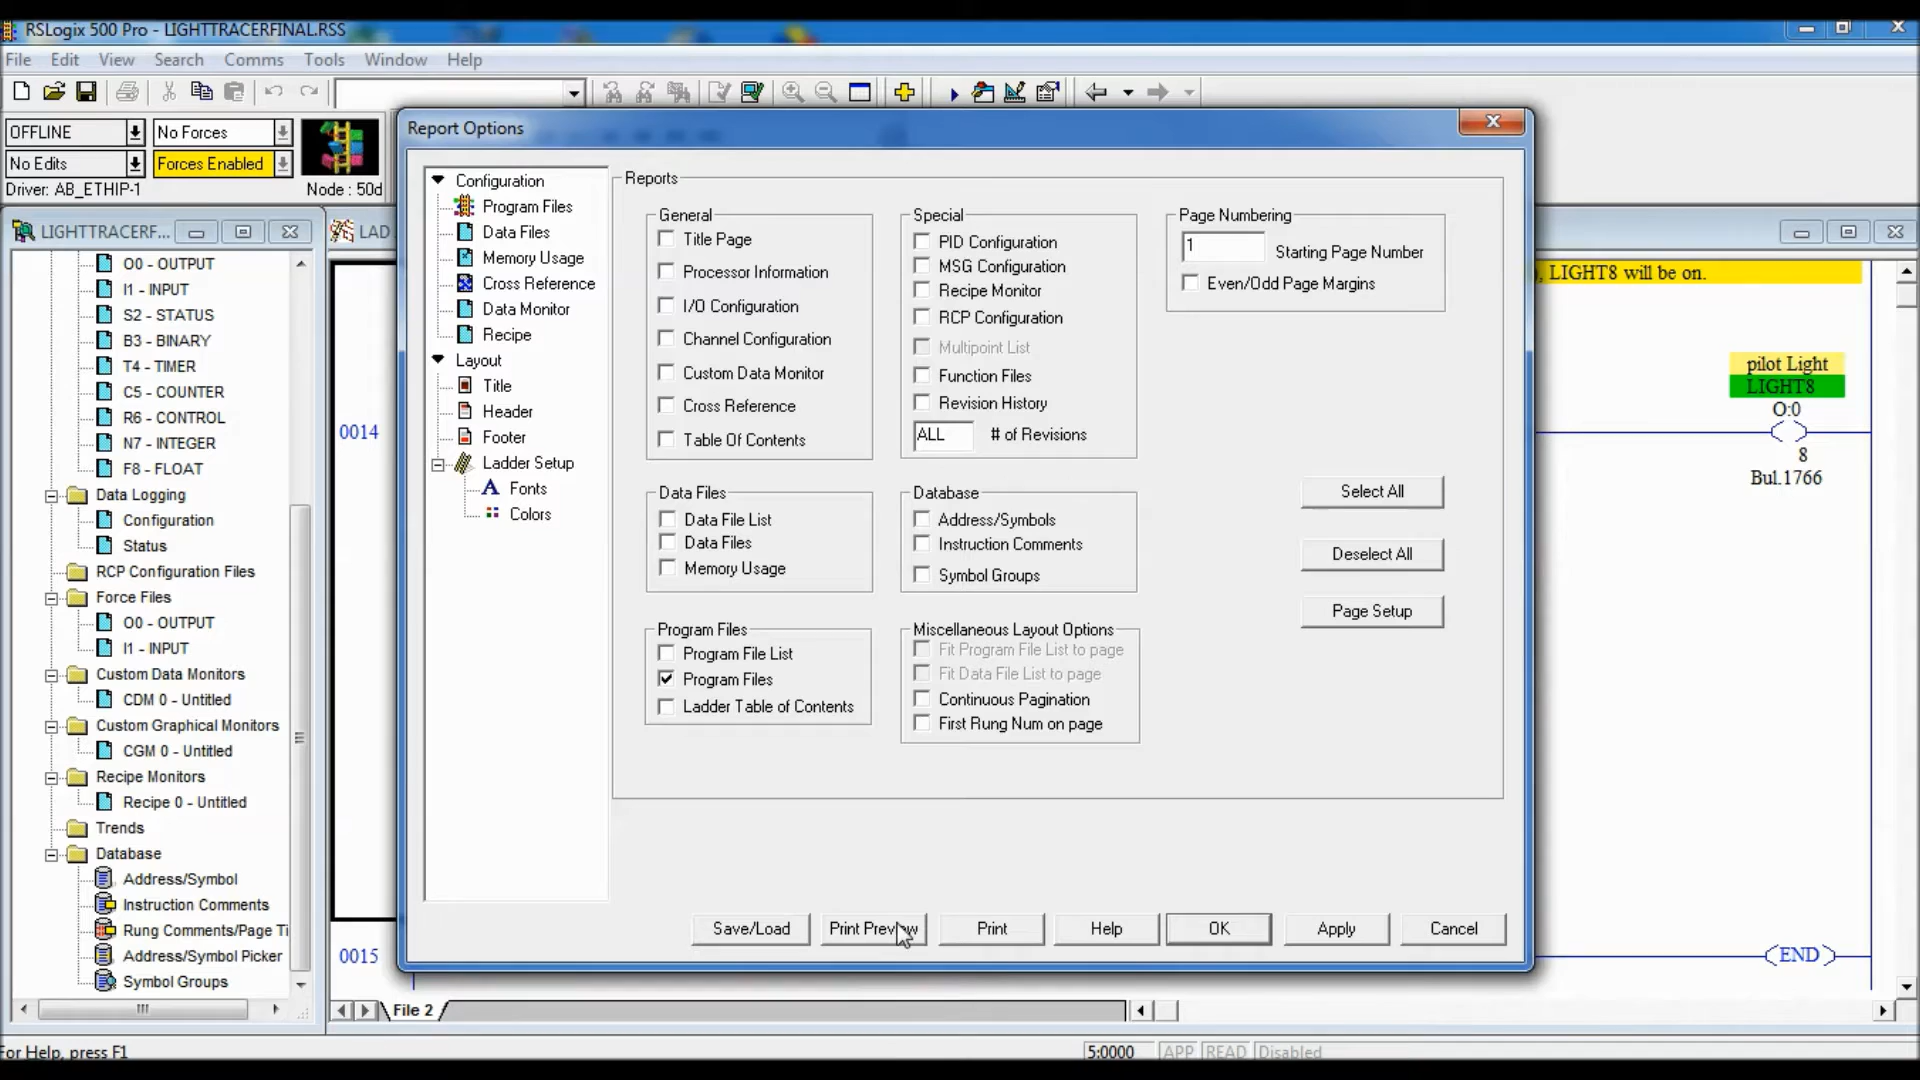 RSLogix 500 Pro - LIGHTTRACERFINAL.RSS
File Edit View Search Comms Tools Window Help
OFFLINE No Forces
No Edits Forces Enabled
Driver: AB_ETHIP-1 Node : 50d
LIGHTTRACERF...
LAD
O0 - OUTPUT
I1 - INPUT
S2 - STATUS
B3 - BINARY
T4 - TIMER
C5 - COUNTER
R6 - CONTROL
N7 - INTEGER
F8 - FLOAT
Data Logging
Configuration
Status
RCP Configuration Files
Force Files
O0 - OUTPUT
I1 - INPUT
Custom Data Monitors
CDM 0 - Untitled
Custom Graphical Monitors
CGM 0 - Untitled
Recipe Monitors
Recipe 0 - Untitled
Trends
Database
Address/Symbol
Instruction Comments
Rung Comments/Page Ti
Address/Symbol Picker
Symbol Groups
Report Options
Configuration
Program Files
Data Files
Memory Usage
Cross Reference
Data Monitor
Recipe
Layout
Title
Header
Footer
Ladder Setup
Fonts
Colors
Reports
General
Title Page
Processor Information
I/O Configuration
Channel Configuration
Custom Data Monitor
Cross Reference
Table Of Contents
Special
PID Configuration
MSG Configuration
Recipe Monitor
RCP Configuration
Multipoint List
Function Files
Revision History
ALL # of Revisions
Page Numbering
1 Starting Page Number
Even/Odd Page Margins
Data Files
Data File List
Data Files
Memory Usage
Database
Address/Symbols
Instruction Comments
Symbol Groups
Program Files
Program File List
Program Files
Ladder Table of Contents
Miscellaneous Layout Options
Fit Program File List to page
Fit Data File List to page
Continuous Pagination
First Rung Num on page
Select All
Deselect All
Page Setup
Save/Load Print Preview Print Help OK Apply Cancel
, LIGHT8 will be on.
0014
pilot Light
LIGHT8
O:0
8
Bul.1766
0015
END
File 2
For Help, press F1
5:0000 APP READ Disabled